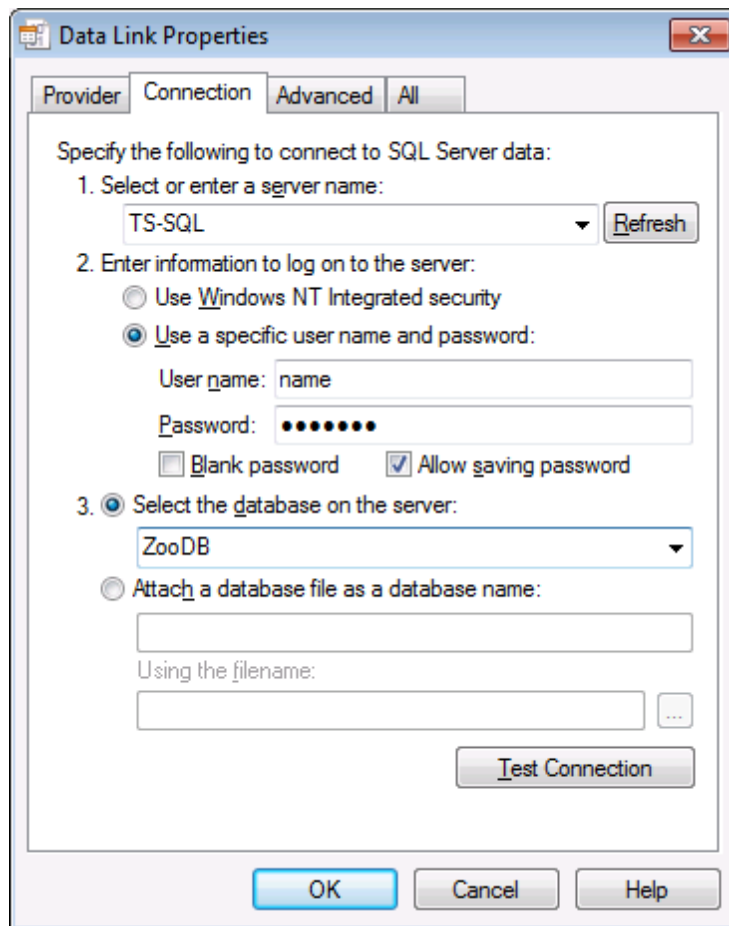 Data Link Properties
Provider Connection Advanced All
Specify the following to connect to SQL Server data:
1. Select or enter a server name:
TS-SQL Refresh
2. Enter information to log on to the server:
Use Windows NT Integrated security
Use a specific user name and password:
User name: name
Password: •••••••
Blank password Allow saving password
3. Select the database on the server:
ZooDB
Attach a database file as a database name:
Using the filename:
...
Test Connection
OK Cancel Help